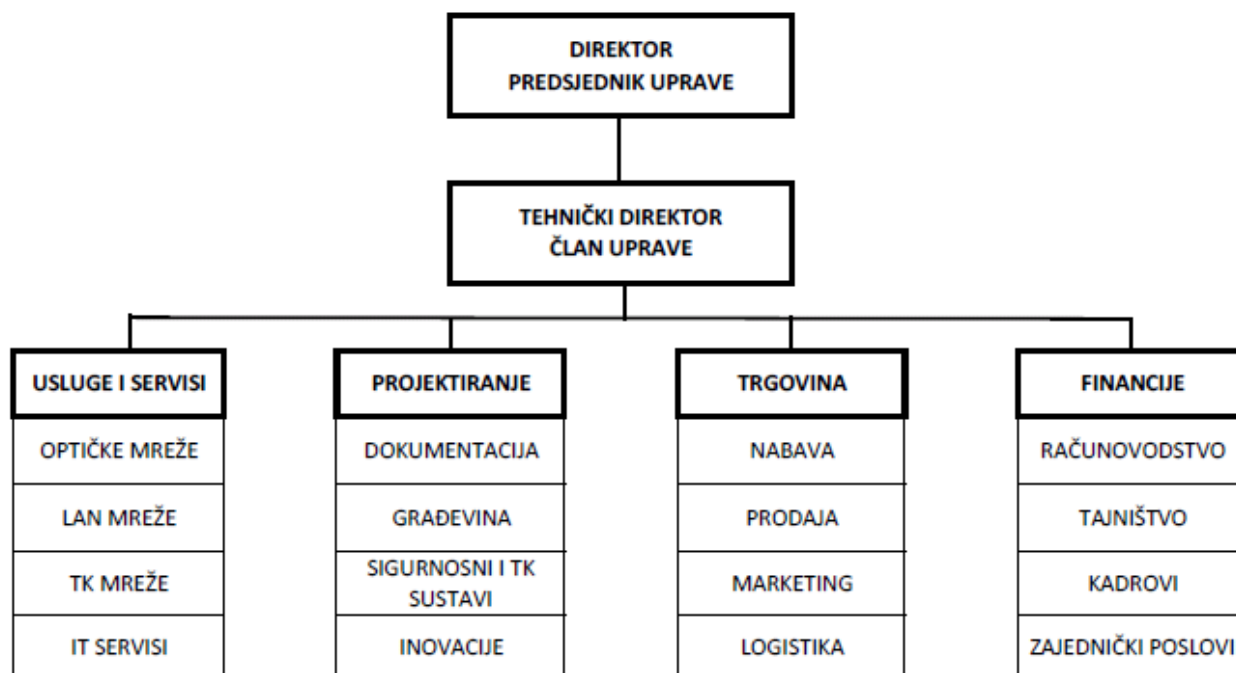 DIREKTOR
PREDSJEDNIK UPRAVE
TEHNIČKI DIREKTOR
ČLAN UPRAVE
USLUGE I SERVISI
OPTIČKE MREŽE
LAN MREŽE
TK MREŽE
IT SERVISI
PROJEKTIRANJE
DOKUMENTACIJA
GRAĐEVINA
SIGURNOSNI I TK
SUSTAVI
INOVACIJE
TRGOVINA
NABAVA
PRODAJA
MARKETING
LOGISTIKA
FINANCIJE
RAČUNOVODSTVO
TAJNIŠTVO
KADROVI
ZAJEDNIČKI POSLOVI